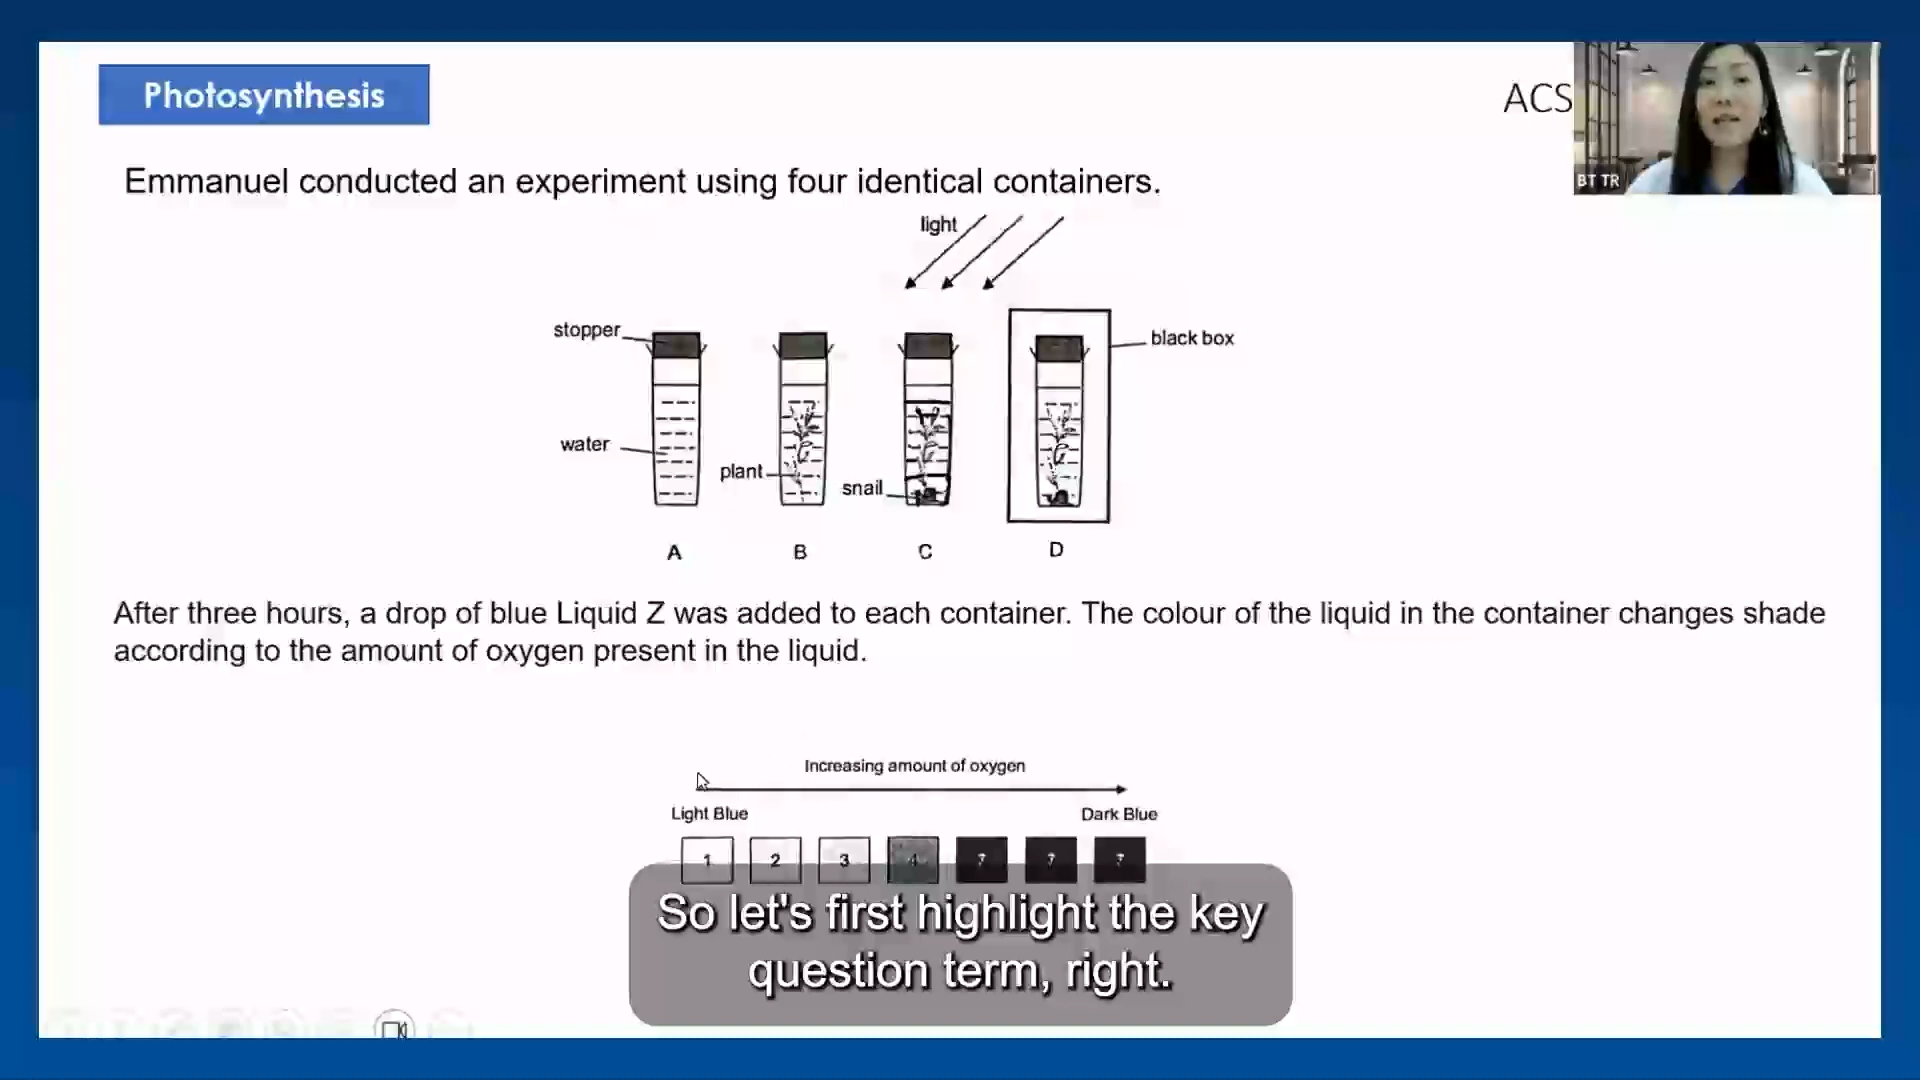 Photosynthesis
ACS
BT TR
Emmanuel conducted an experiment using four identical containers.
light
stopper
black box
water
plant
snail
A B C D
After three hours, a drop of blue Liquid Z was added to each container. The colour of the liquid in the container changes shade
according to the amount of oxygen present in the liquid.
Increasing amount of oxygen
Light Blue Dark Blue
1 2 3 4 ? ? ?
So let's first highlight the key
question term, right.